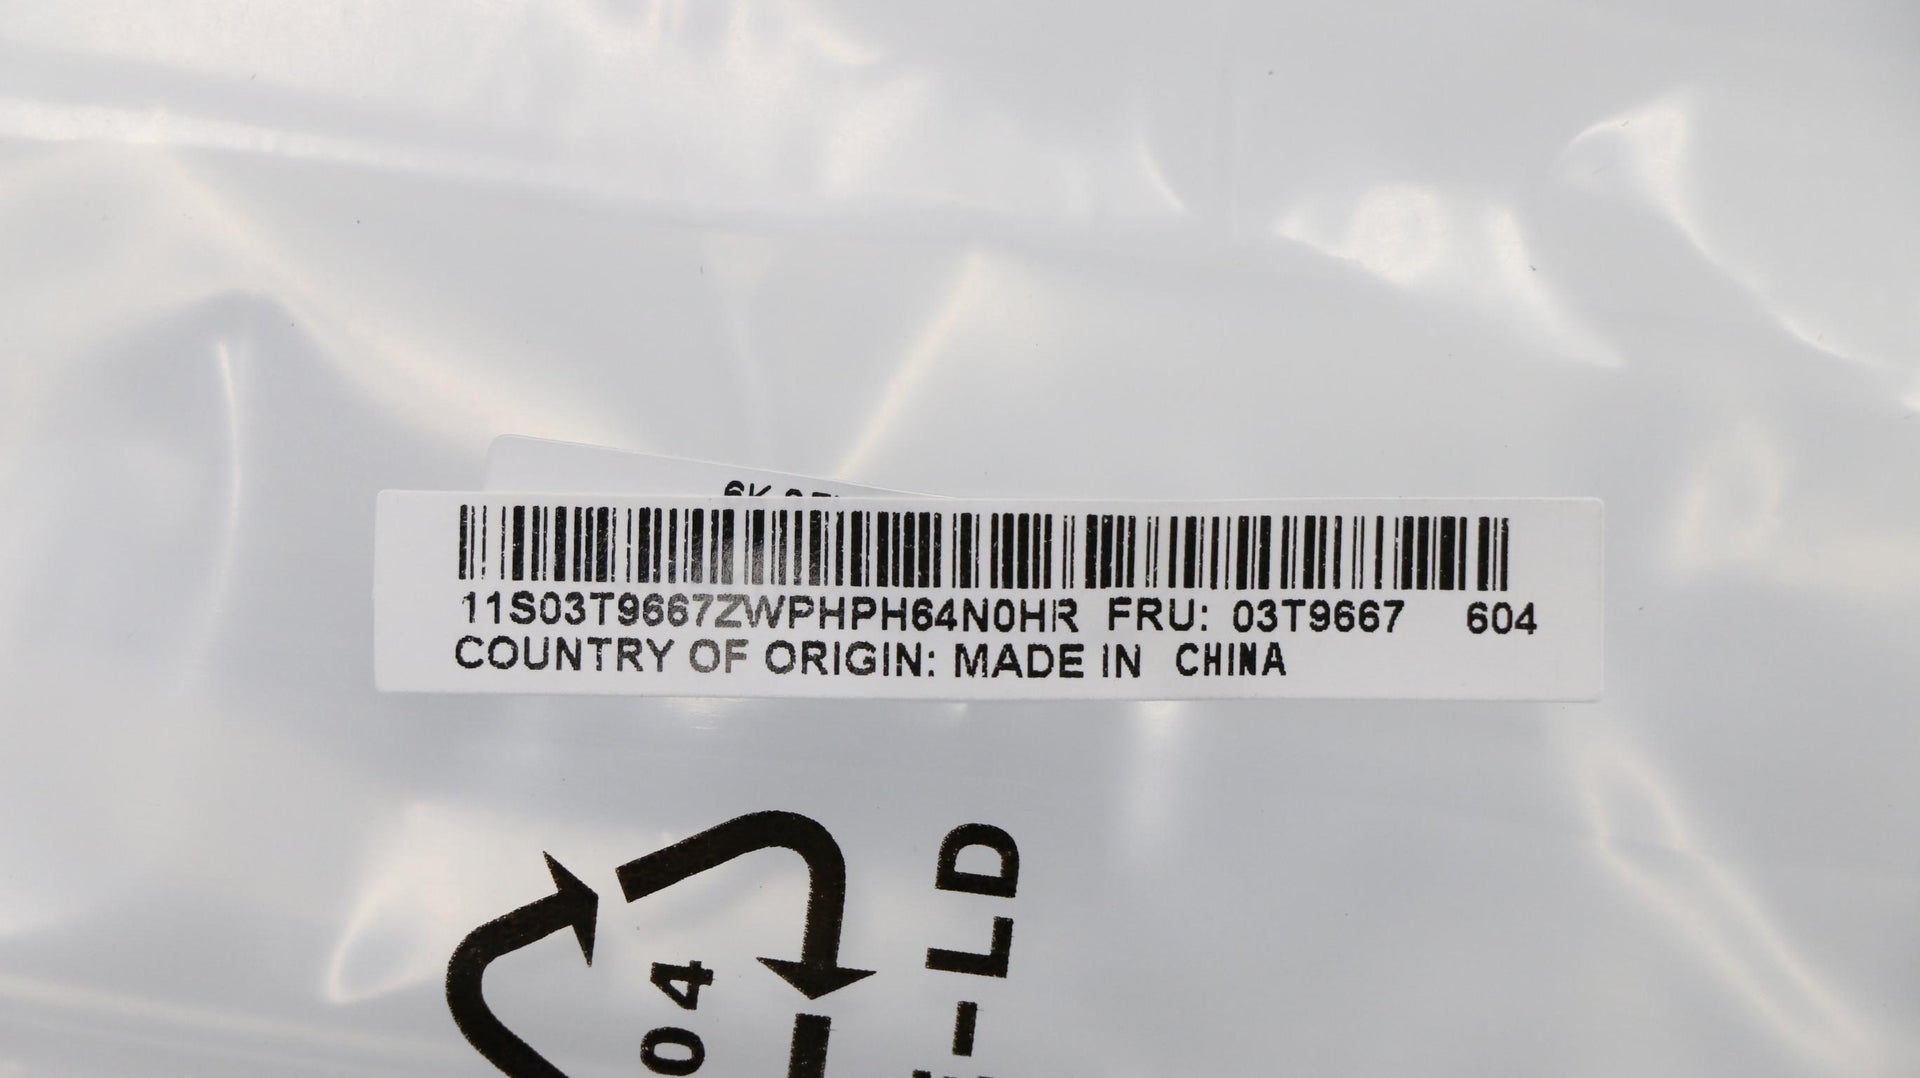 11S03T9667ZWPHPH64N0HR FRU: 03T9667 604
COUNTRY OF ORIGIN: MADE IN CHINA
04
-LD